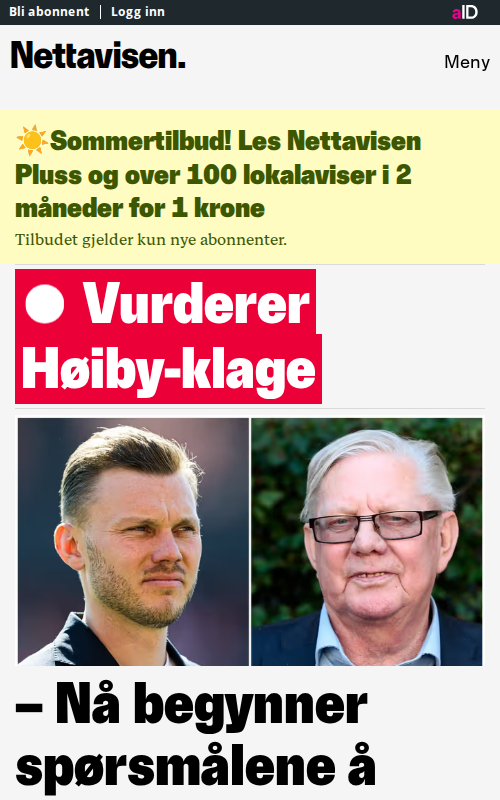 Bli abonnent | Logg inn
aID
Nettavisen.
Meny
☀️Sommertilbud! Les Nettavisen
Pluss og over 100 lokalaviser i 2
måneder for 1 krone
Tilbudet gjelder kun nye abonnenter.
Vurderer
Høiby-klage
– Nå begynner
spørsmålene å